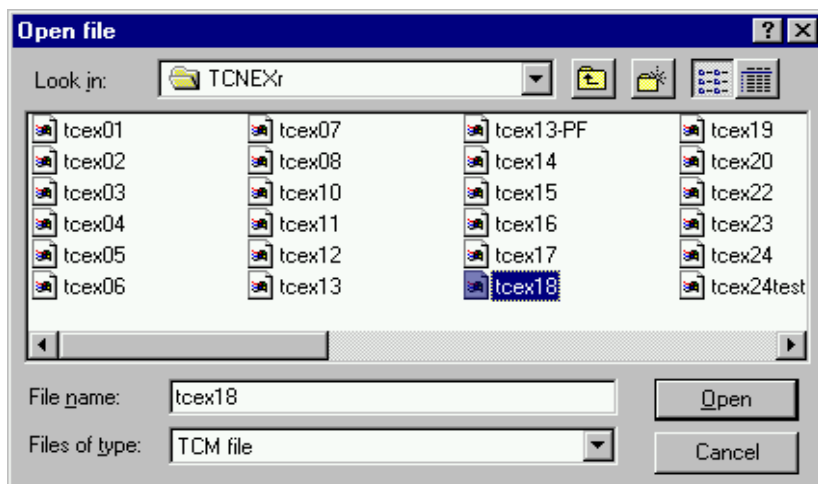 Open file
Look in: TCNEXr
tcex01 tcex07 tcex13-PF tcex19
tcex02 tcex08 tcex14 tcex20
tcex03 tcex10 tcex15 tcex22
tcex04 tcex11 tcex16 tcex23
tcex05 tcex12 tcex17 tcex24
tcex06 tcex13 tcex18 tcex24test
File name: tcex18 Open
Files of type: TCM file Cancel